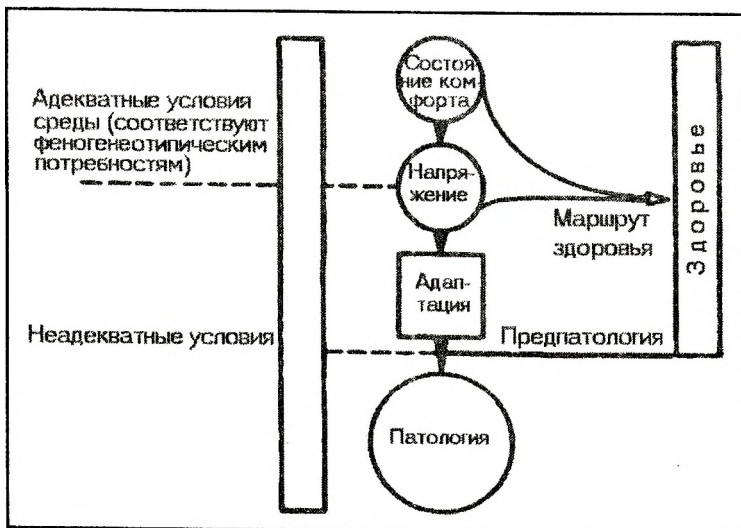 Состоя
ние ком
форта
Адекватные условия
среды (соответствуют
феногенеотипическим
потребностям)
Напря-
жение
Маршрут
здоровья
Здоровье
Адап-
тация
Неадекватные условия
Предпатология
Патология